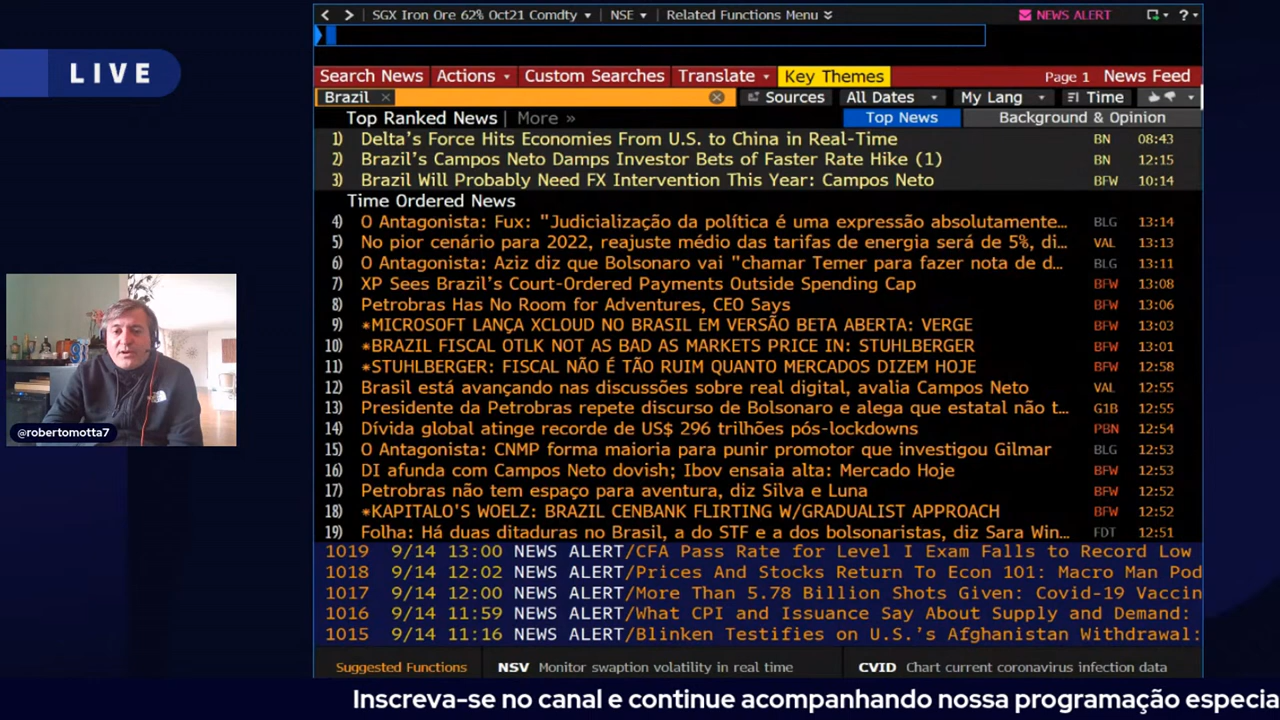 LIVE
SGX Iron Ore 62% Oct21 Comdty NSE Related Functions Menu
NEWS ALERT
?
Search News Actions Custom Searches Translate Key Themes Page 1 News Feed
Brazil Sources All Dates My Lang Time
Top Ranked News | More » Top News Background & Opinion
1) Delta's Force Hits Economies From U.S. to China in Real-Time BN 08:43
2) Brazil's Campos Neto Damps Investor Bets of Faster Rate Hike (1) BN 12:15
3) Brazil Will Probably Need FX Intervention This Year: Campos Neto BFW 10:14
Time Ordered News
4) O Antagonista: Fux: "Judicialização da política é uma expressão absolutamente... BLG 13:14
5) No pior cenário para 2022, reajuste médio das tarifas de energia será de 5%, di... VAL 13:13
6) O Antagonista: Aziz diz que Bolsonaro vai "chamar Temer para fazer nota de d... BLG 13:11
7) XP Sees Brazil's Court-Ordered Payments Outside Spending Cap BFW 13:08
8) Petrobras Has No Room for Adventures, CEO Says BFW 13:06
9) *MICROSOFT LANÇA XCLOUD NO BRASIL EM VERSÃO BETA ABERTA: VERGE BFW 13:03
10) *BRAZIL FISCAL OTLK NOT AS BAD AS MARKETS PRICE IN: STUHLBERGER BFW 13:01
11) *STUHLBERGER: FISCAL NÃO É TÃO RUIM QUANTO MERCADOS DIZEM HOJE BFW 12:58
12) Brasil está avançando nas discussões sobre real digital, avalia Campos Neto VAL 12:55
13) Presidente da Petrobras repete discurso de Bolsonaro e alega que estatal não t... G1B 12:55
14) Dívida global atinge recorde de US$ 296 trilhões pós-lockdowns PBN 12:54
15) O Antagonista: CNMP forma maioria para punir promotor que investigou Gilmar BLG 12:53
16) DI afunda com Campos Neto dovish; Ibov ensaia alta: Mercado Hoje BFW 12:53
17) Petrobras não tem espaço para aventura, diz Silva e Luna BFW 12:52
18) *KAPITALO'S WOELZ: BRAZIL CENBANK FLIRTING W/GRADUALIST APPROACH BFW 12:52
19) Folha: Há duas ditaduras no Brasil, a do STF e a dos bolsonaristas, diz Sara Win... FDT 12:51
1019 9/14 13:00 NEWS ALERT/CFA Pass Rate for Level I Exam Falls to Record Low
1018 9/14 12:02 NEWS ALERT/Prices And Stocks Return To Econ 101: Macro Man Pod
1017 9/14 12:00 NEWS ALERT/More Than 5.78 Billion Shots Given: Covid-19 Vaccin
1016 9/14 11:59 NEWS ALERT/What CPI and Issuance Say About Supply and Demand:
1015 9/14 11:16 NEWS ALERT/Blinken Testifies on U.S.'s Afghanistan Withdrawal:
Suggested Functions NSV Monitor swaption volatility in real time CVID Chart current coronavirus infection data
@robertomotta7
Inscreva-se no canal e continue acompanhando nossa programação especia